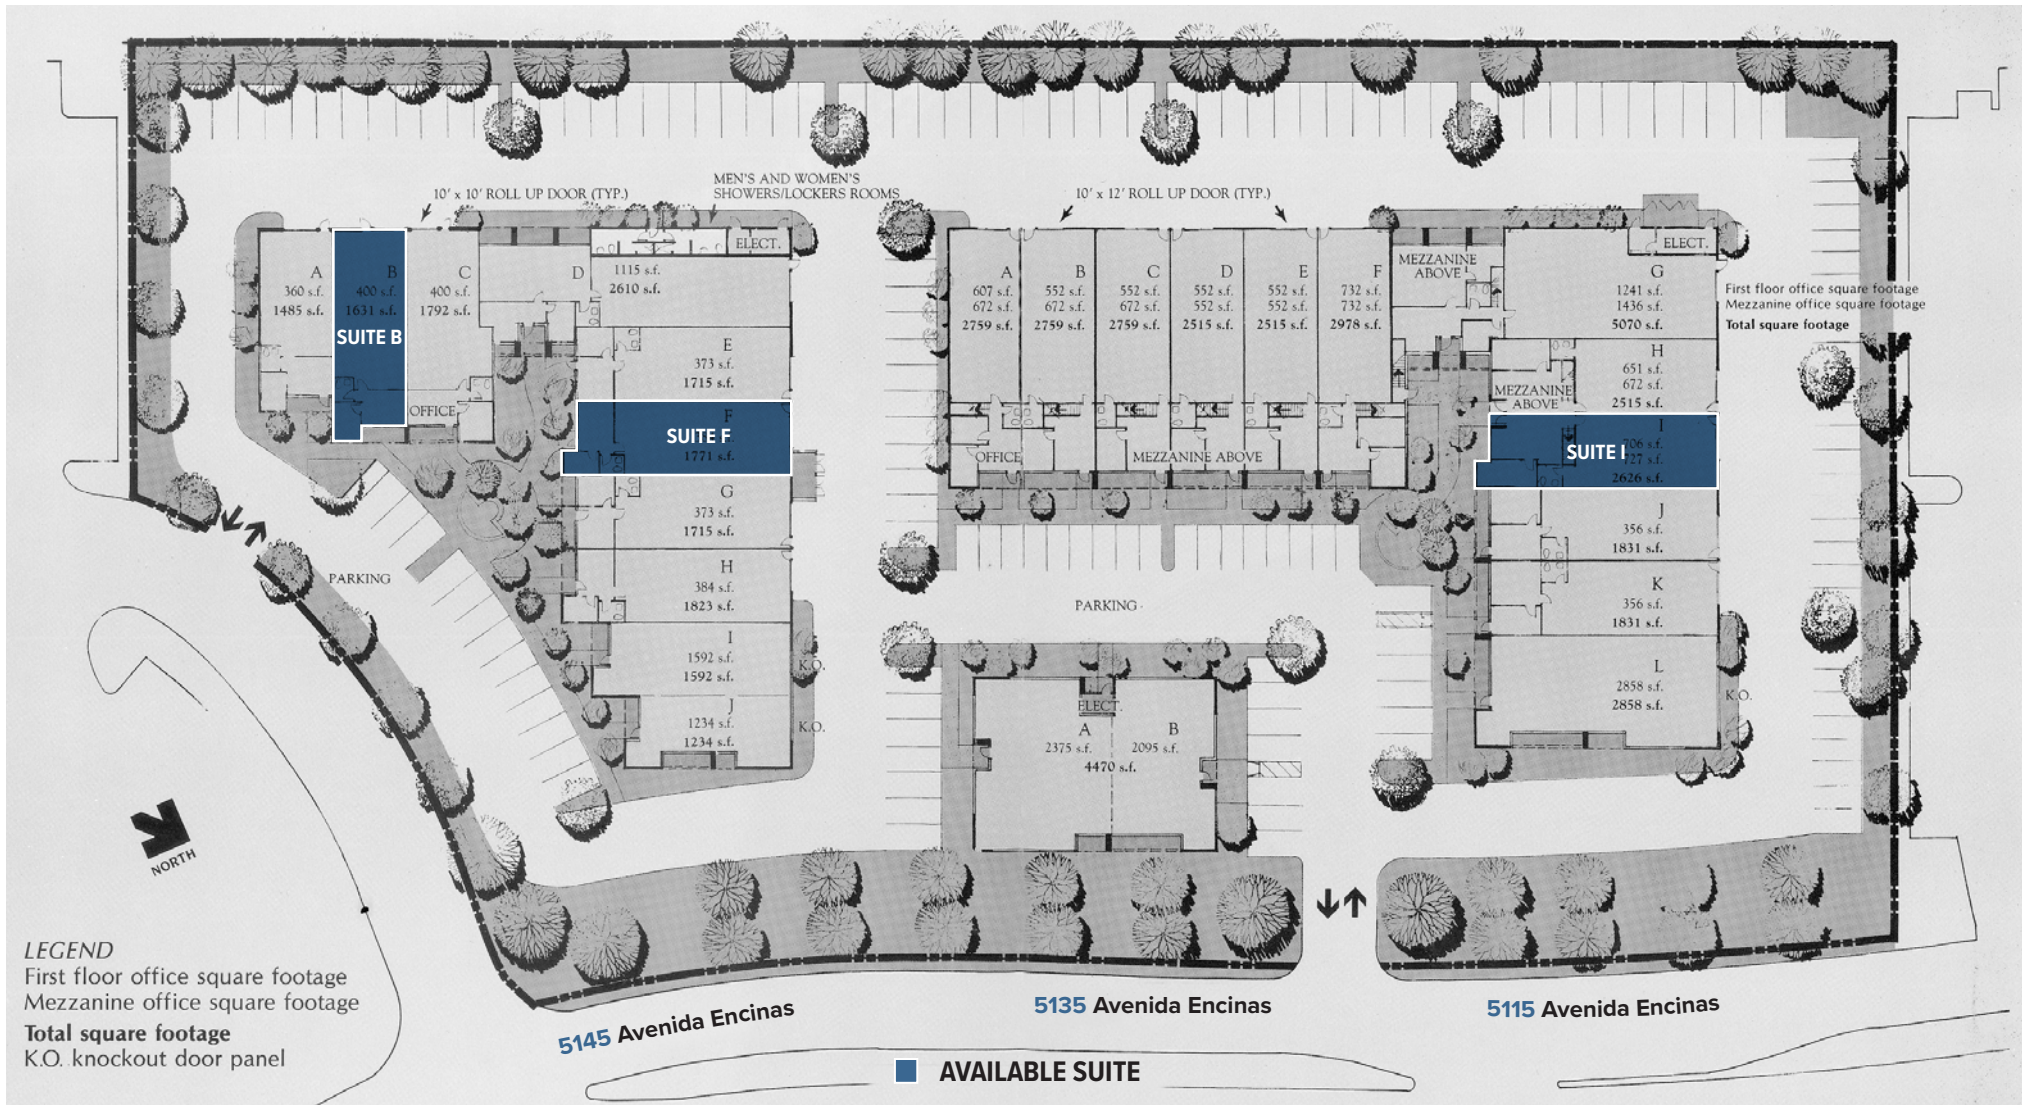 10' x 10' ROLL UP DOOR (TYP.)
MEN'S AND WOMEN'S
SHOWERS/LOCKERS ROOMS
10' x 12' ROLL UP DOOR (TYP.)
A
360 s.f.
1485 s.f.
B
400 s.f.
1631 s.f.
SUITE B
C
400 s.f.
1792 s.f.
OFFICE
D
1115 s.f.
2610 s.f.
ELECT.
E
373 s.f.
1715 s.f.
F
SUITE F
1771 s.f.
G
373 s.f.
1715 s.f.
H
384 s.f.
1823 s.f.
I
1592 s.f.
1592 s.f.
K.O.
J
1234 s.f.
1234 s.f.
K.O.
PARKING
A
607 s.f.
672 s.f.
2759 s.f.
B
552 s.f.
672 s.f.
2759 s.f.
C
552 s.f.
672 s.f.
2759 s.f.
D
552 s.f.
552 s.f.
2515 s.f.
E
552 s.f.
552 s.f.
2515 s.f.
F
732 s.f.
732 s.f.
2978 s.f.
OFFICE
MEZZANINE ABOVE
PARKING
ELECT.
A
2375 s.f.
B
2095 s.f.
4470 s.f.
MEZZANINE
ABOVE
ELECT.
G
1241 s.f.
1436 s.f.
5070 s.f.
First floor office square footage
Mezzanine office square footage
Total square footage
MEZZANINE
ABOVE
H
651 s.f.
672 s.f.
2515 s.f.
I
706 s.f.
727 s.f.
SUITE I
2626 s.f.
J
356 s.f.
1831 s.f.
K
356 s.f.
1831 s.f.
L
2858 s.f.
2858 s.f.
K.O.
NORTH
LEGEND
First floor office square footage
Mezzanine office square footage
Total square footage
K.O. knockout door panel
5145 Avenida Encinas
5135 Avenida Encinas
5115 Avenida Encinas
AVAILABLE SUITE